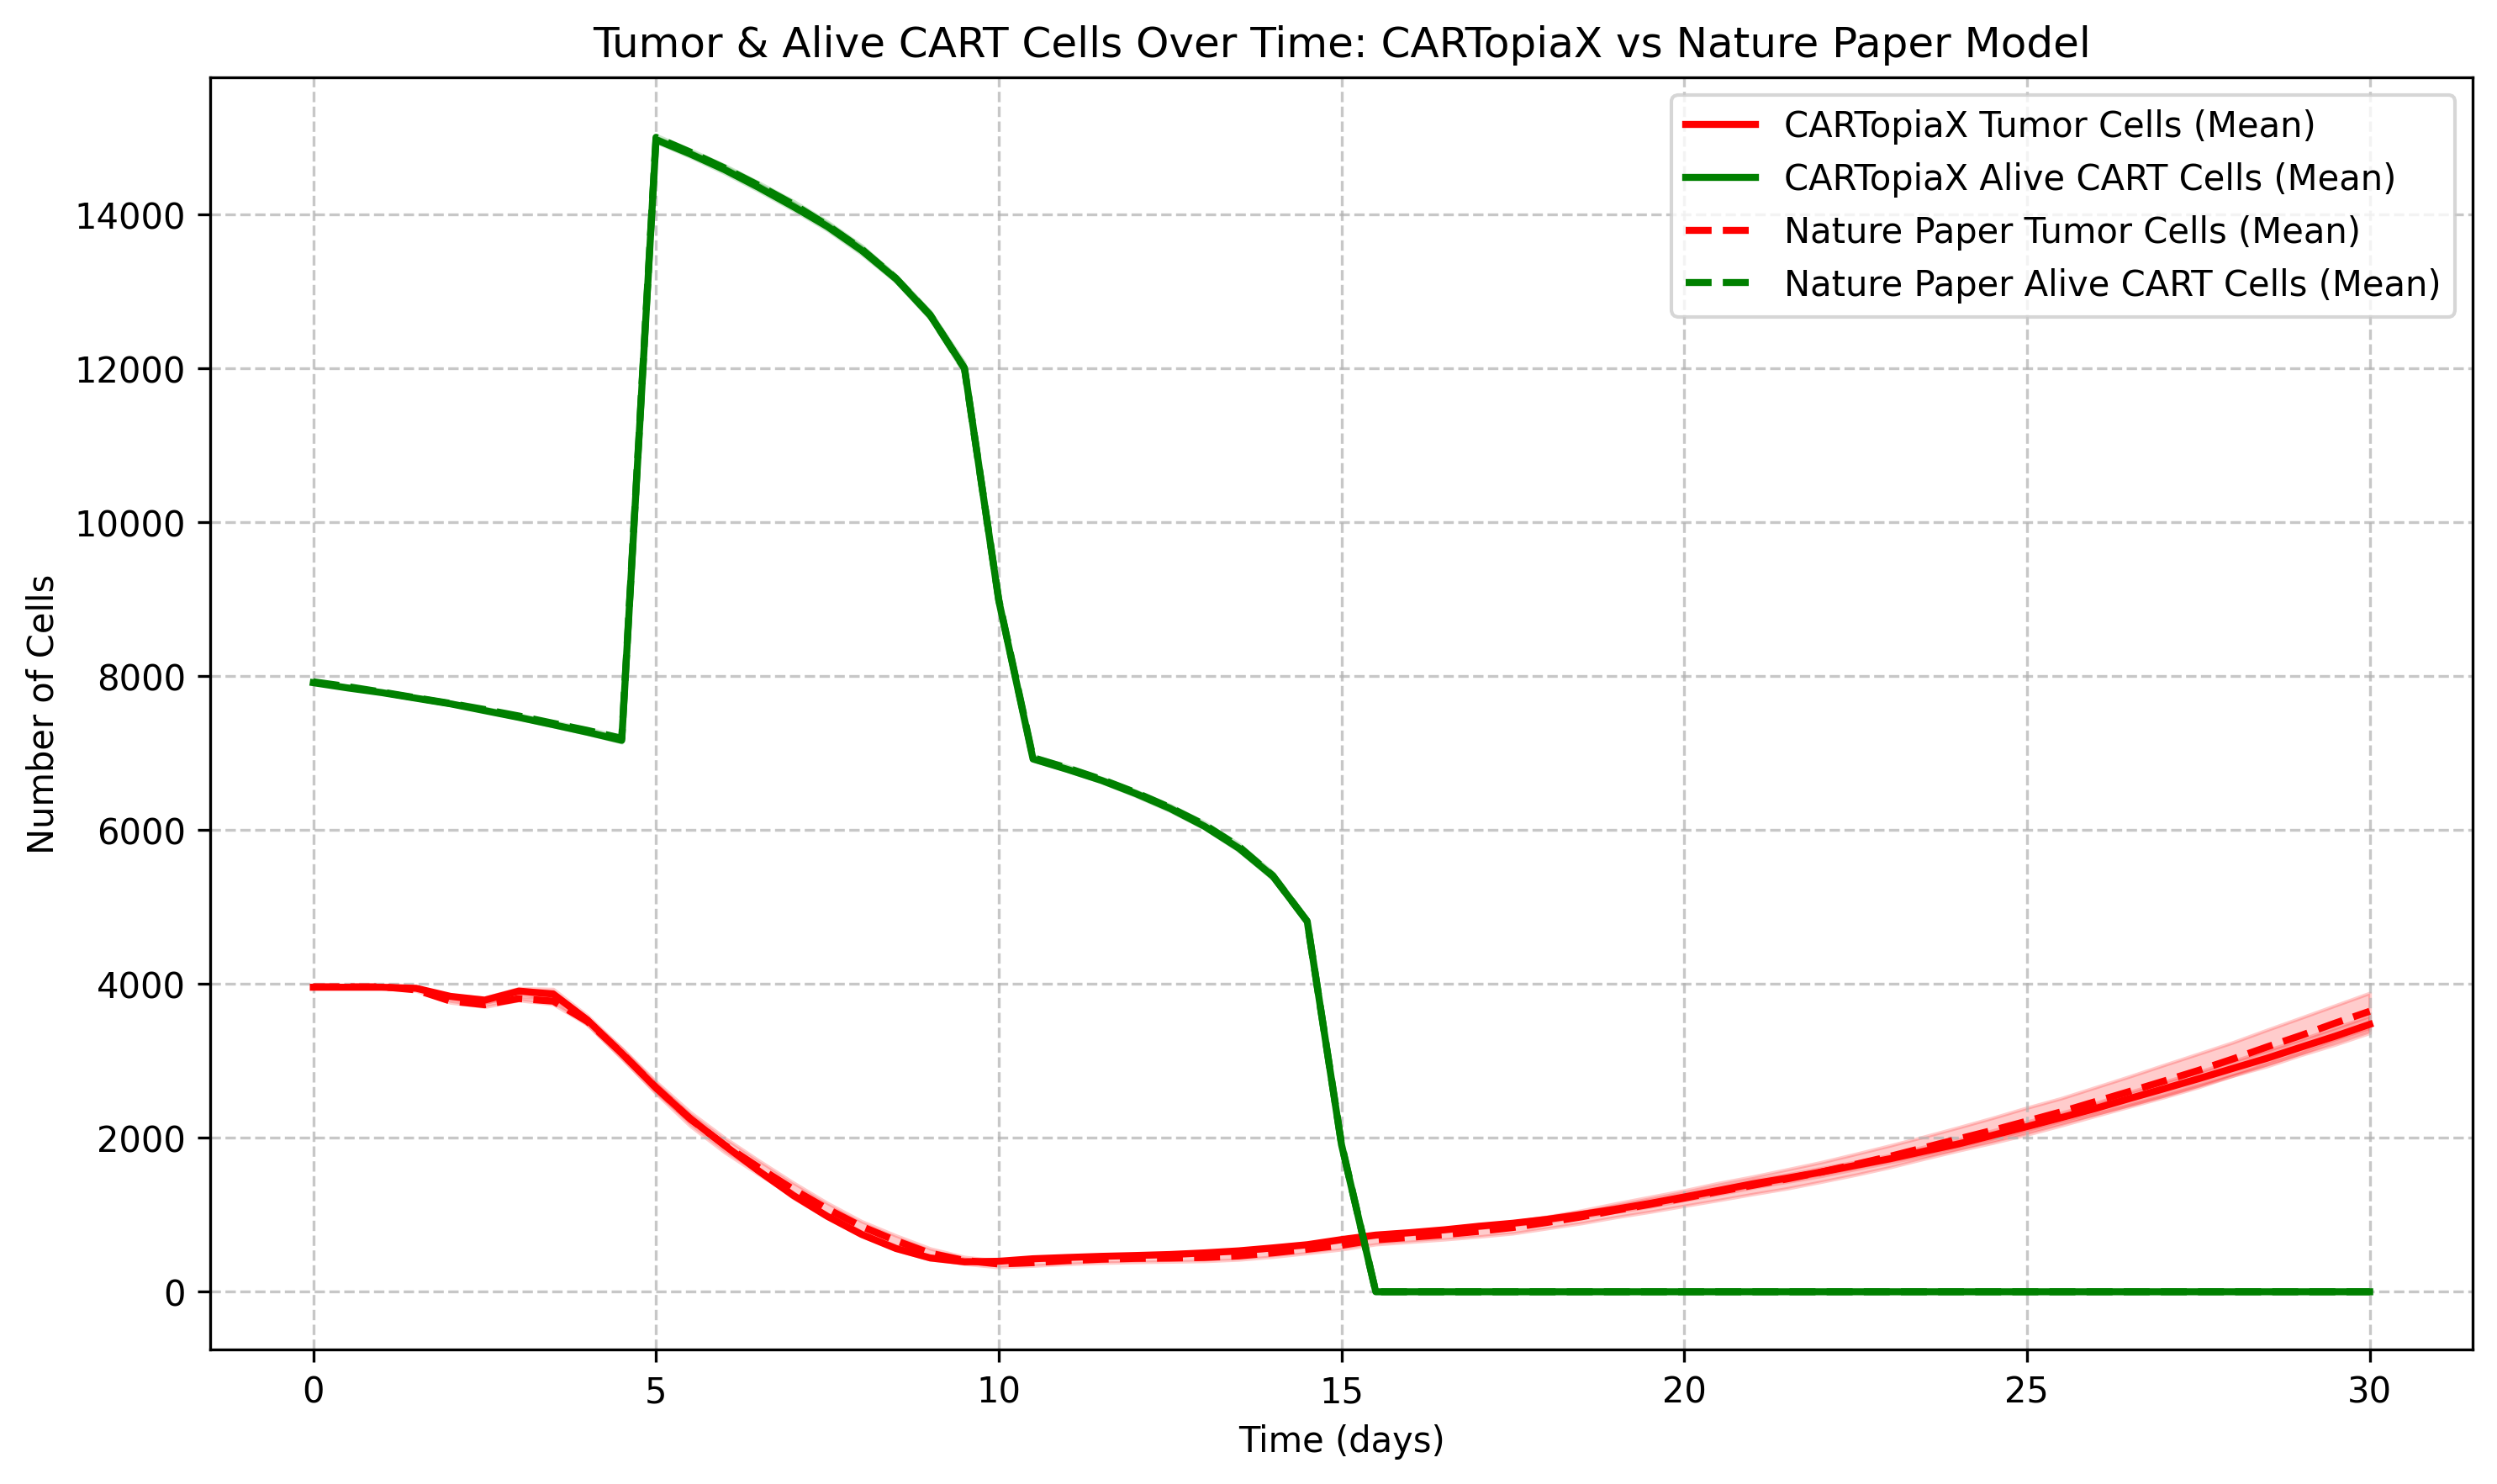 Tumor & Alive CART Cells Over Time: CARTopiaX vs Nature Paper Model
CARTopiaX Tumor Cells (Mean)
CARTopiaX Alive CART Cells (Mean)
Nature Paper Tumor Cells (Mean)
Nature Paper Alive CART Cells (Mean)
Number of Cells
14000
12000
10000
8000
6000
4000
2000
0
0 5 10 15 20 25 30
Time (days)